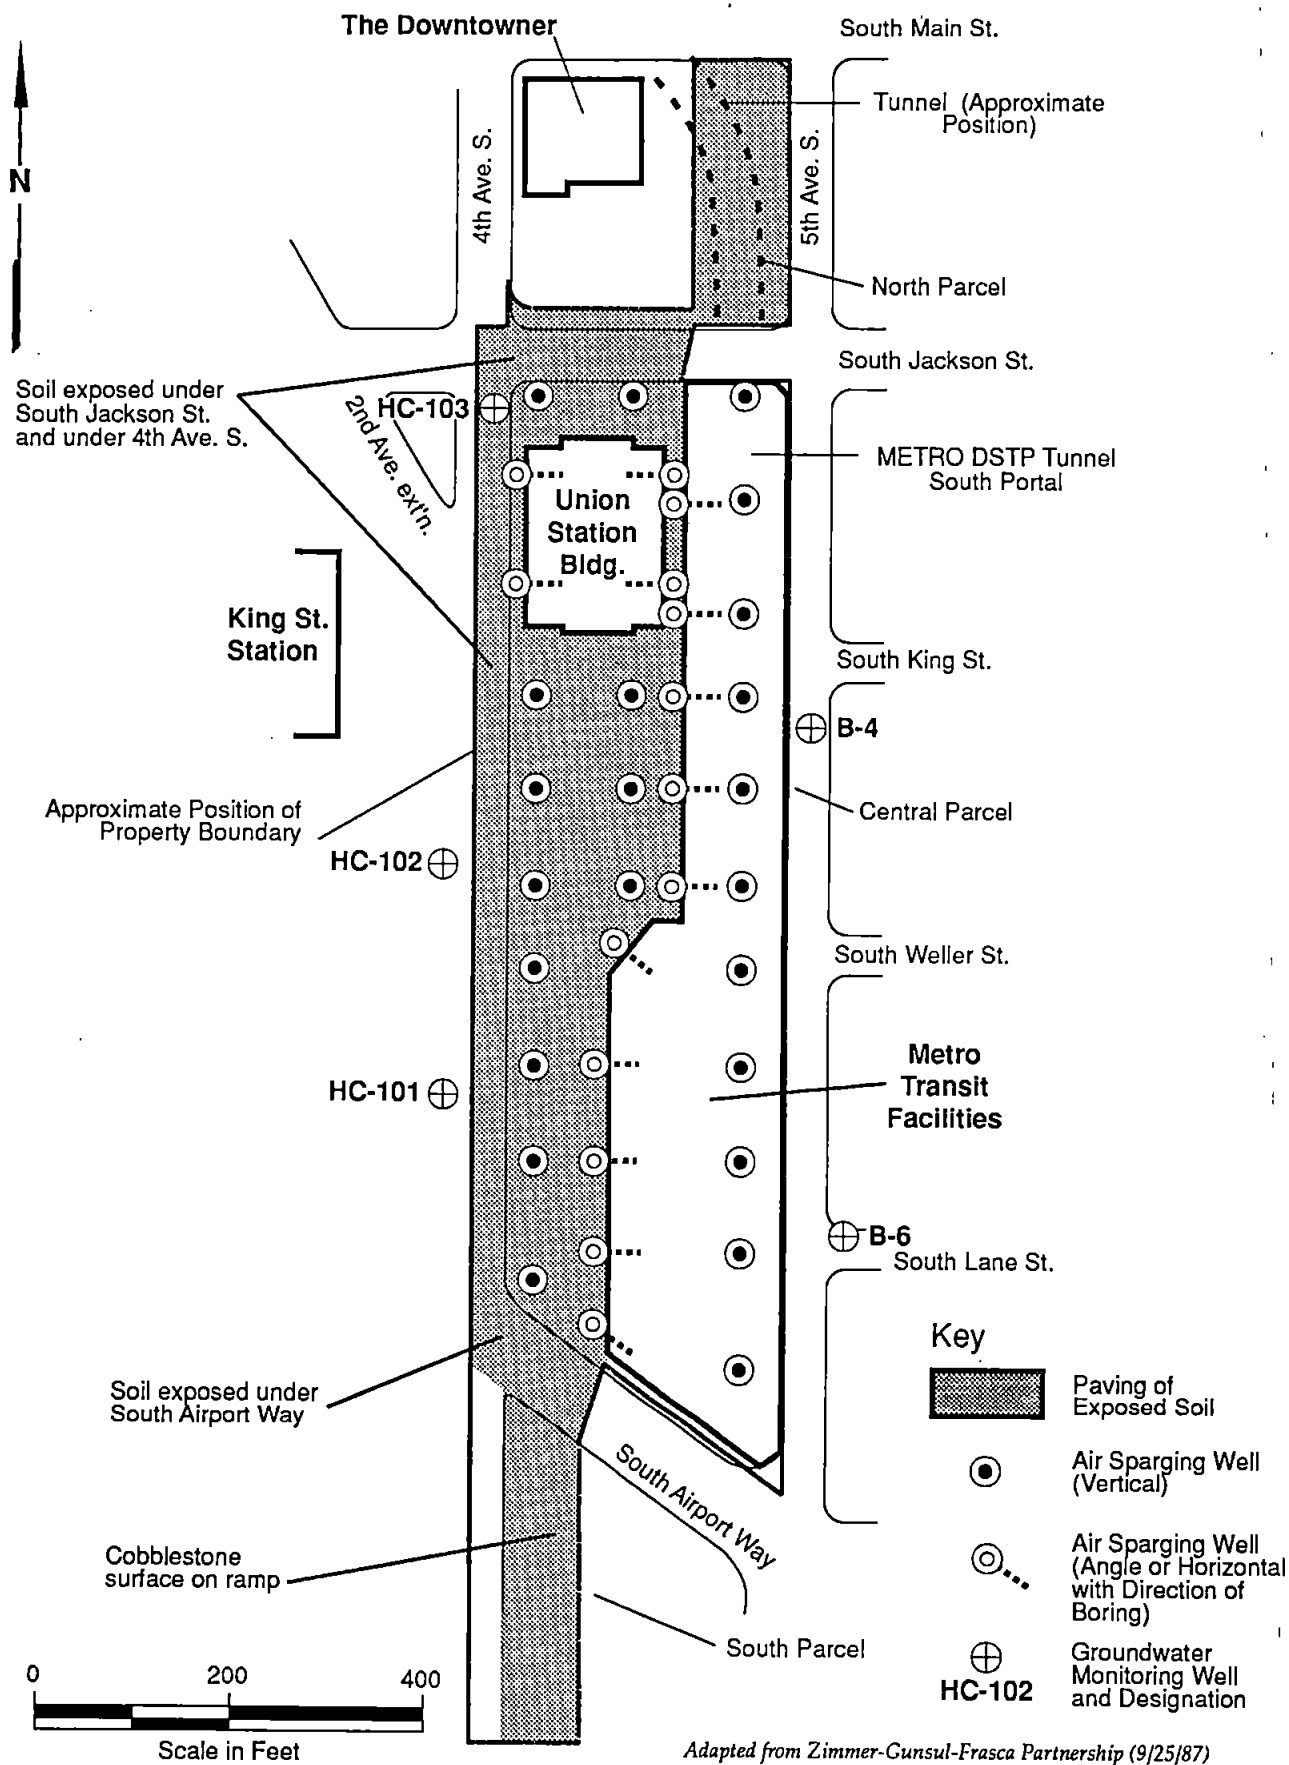 The Downtowner
South Main St.
Tunnel (Approximate
Position)
N
4th Ave. S.
5th Ave. S.
North Parcel
South Jackson St.
Soil exposed under
South Jackson St.
and under 4th Ave. S.
HC-103
2nd Ave. ext'n.
METRO DSTP Tunnel
South Portal
Union
Station
Bldg.
King St.
Station
South King St.
B-4
Approximate Position of
Property Boundary
Central Parcel
HC-102
South Weller St.
Metro
Transit
Facilities
HC-101
B-6
South Lane St.
Key
Soil exposed under
South Airport Way
Paving of
Exposed Soil
South Airport Way
Air Sparging Well
(Vertical)
Cobblestone
surface on ramp
Air Sparging Well
(Angle or Horizontal
with Direction of
Boring)
South Parcel
Groundwater
Monitoring Well
and Designation
HC-102
0 200 400
Scale in Feet
Adapted from Zimmer-Gunsul-Frasca Partnership (9/25/87)